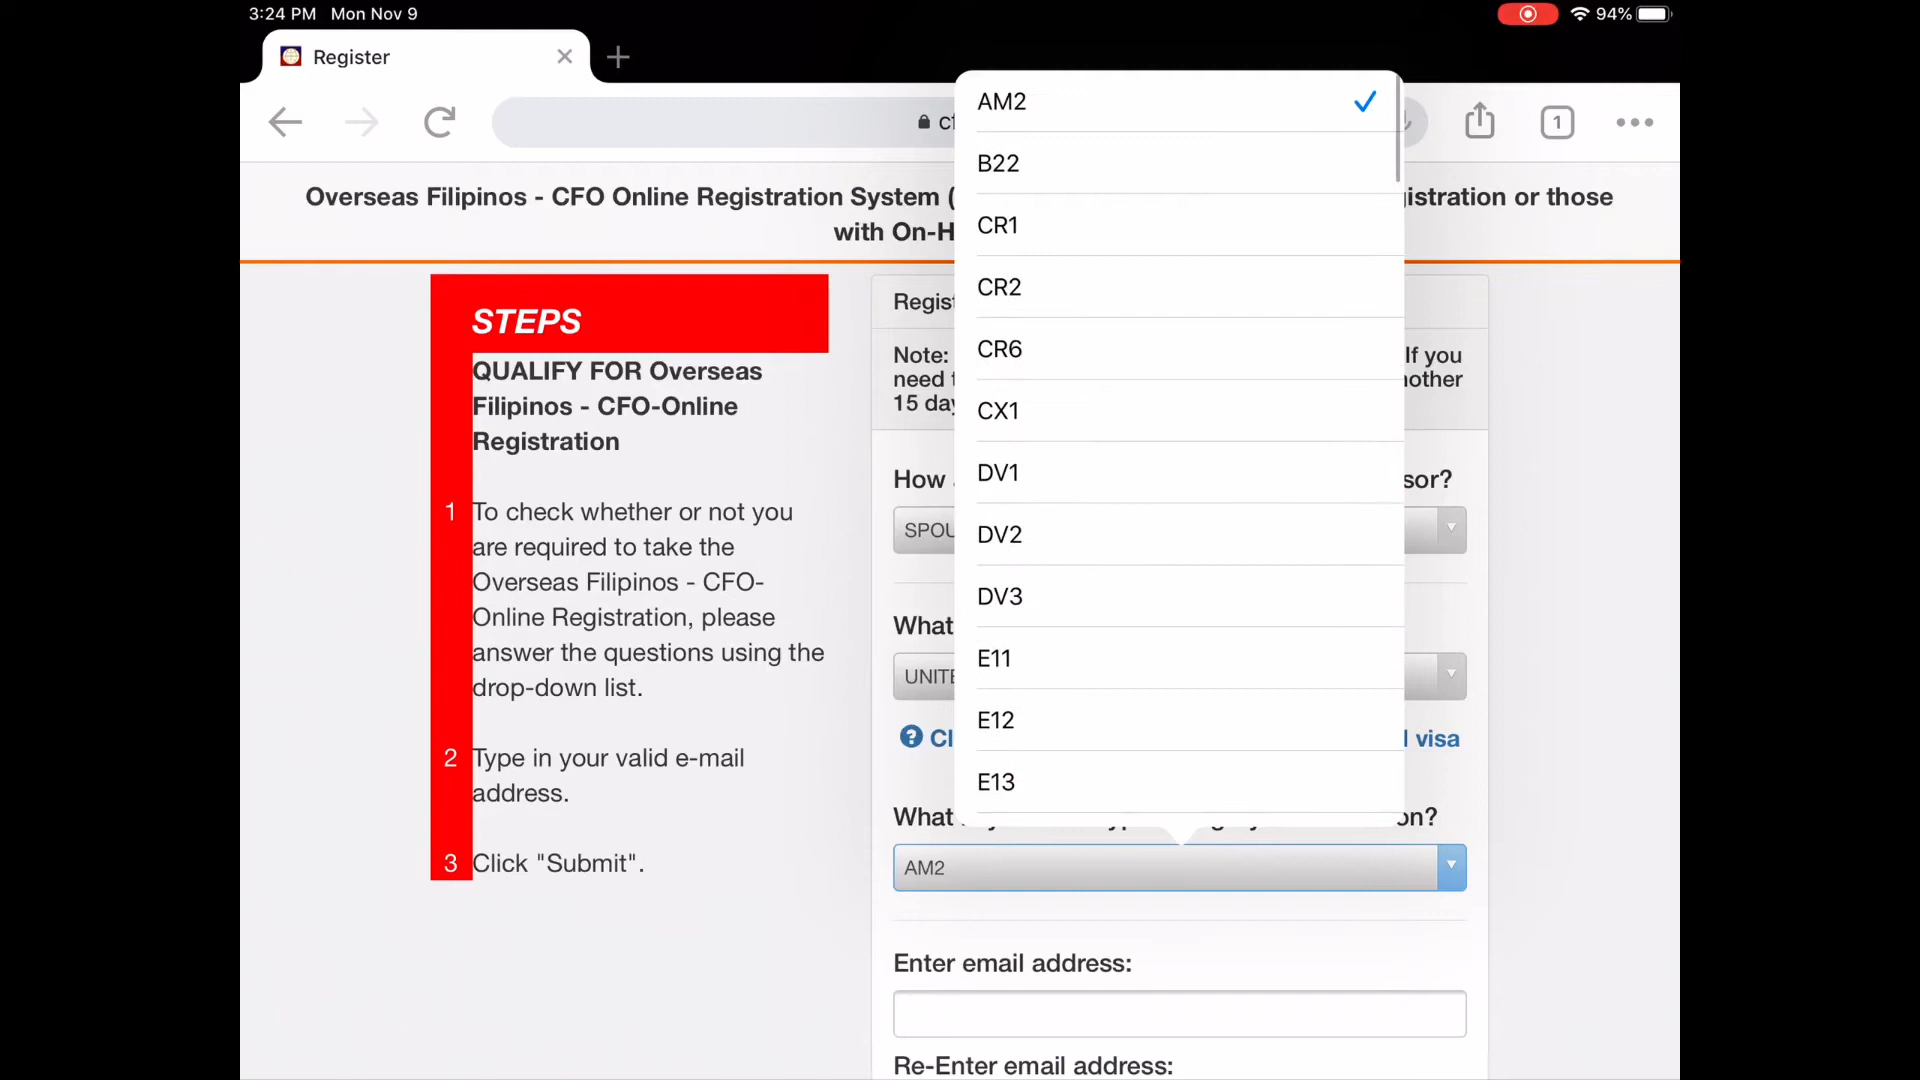 3:24 PM Mon Nov 9
94%
Register
1
Overseas Filipinos - CFO Online Registration System (
istration or those
with On-H
STEPS
QUALIFY FOR Overseas
Filipinos - CFO-Online
Registration
1 To check whether or not you
are required to take the
Overseas Filipinos - CFO-
Online Registration, please
answer the questions using the
drop-down list.
2 Type in your valid e-mail
address.
3 Click "Submit".
Regis
Note: If you
need
15 day
How sor?
SPOU
What
UNITE
visa
What on?
AM2
Enter email address:
Re-Enter email address:
AM2
B22
CR1
CR2
CR6
CX1
DV1
DV2
DV3
E11
E12
E13